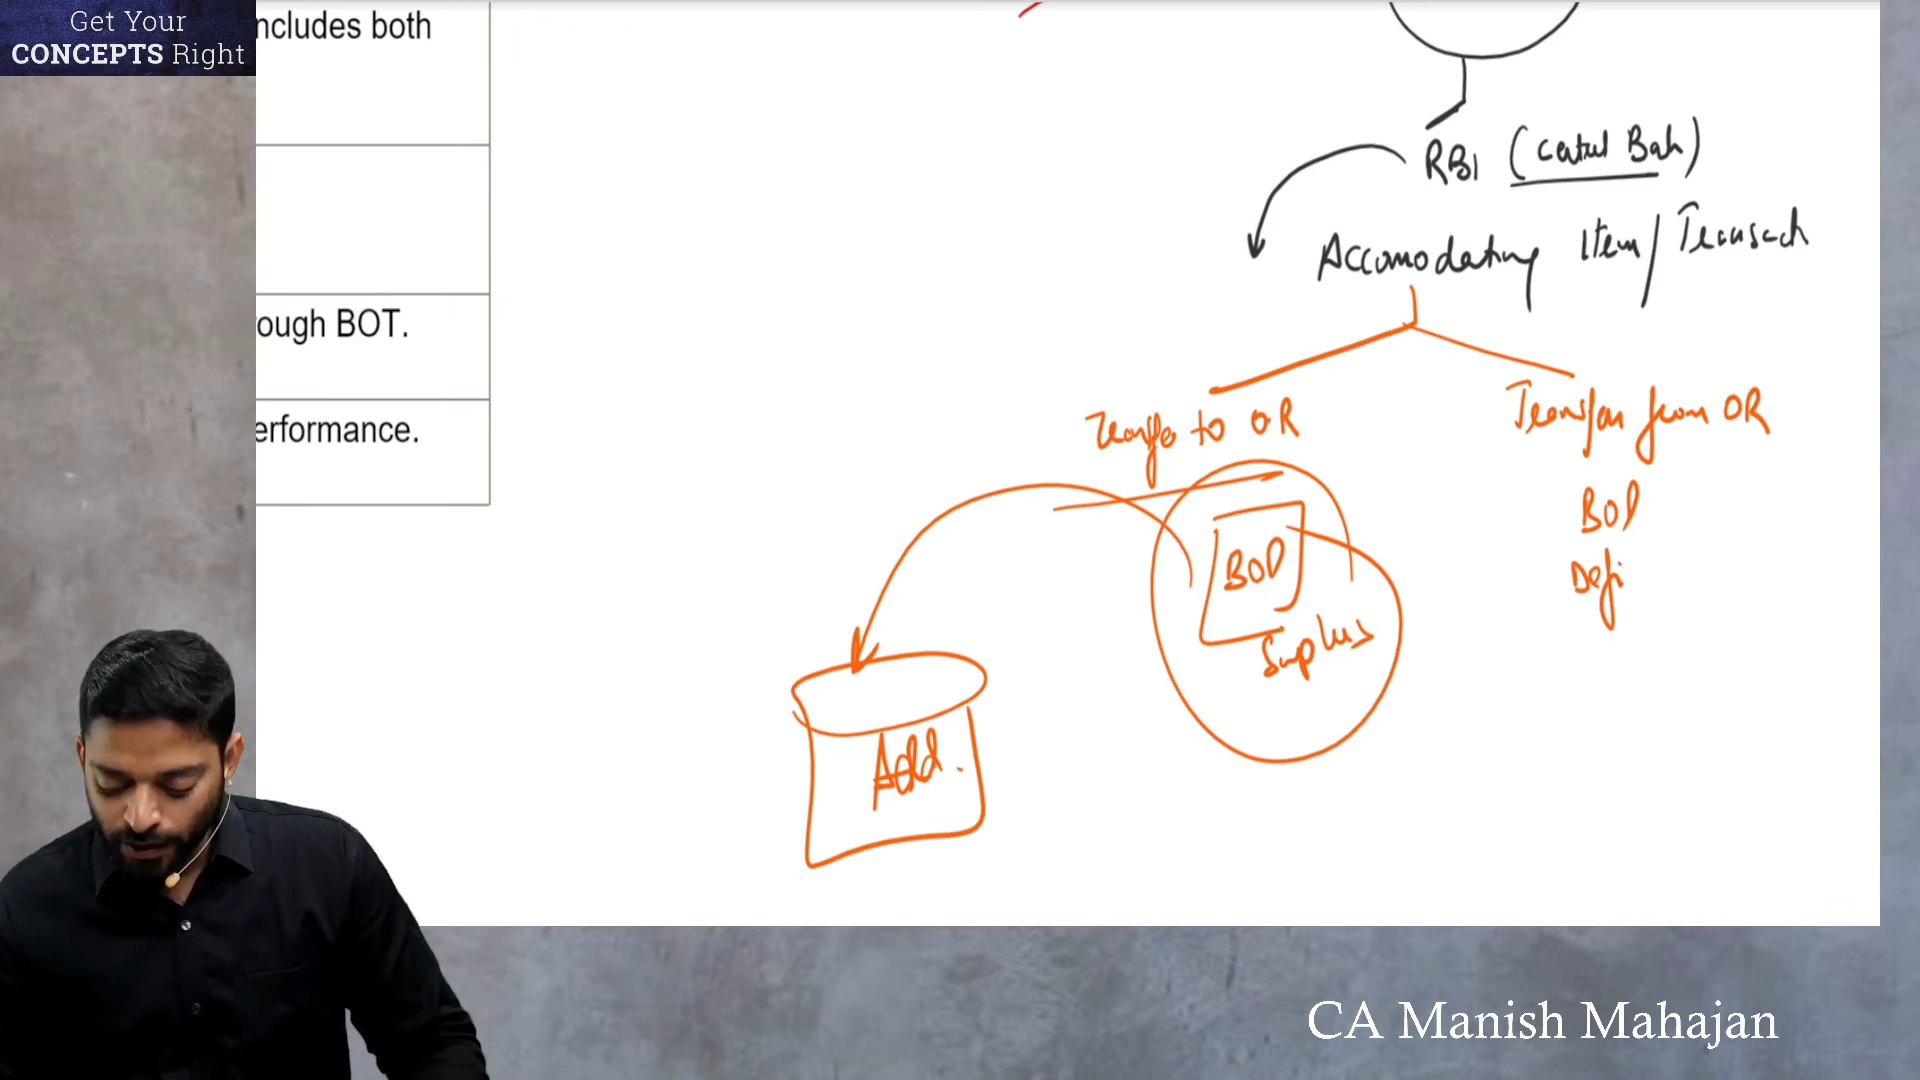 Get Your
CONCEPTS Right
ncludes both
ough BOT.
erformance.
RBI (Central Bank)
Accomodating Item/Transach
Transfer to OR
Transfer from OR
BOP
Surplus
BOP
Defi
Add.
CA Manish Mahajan